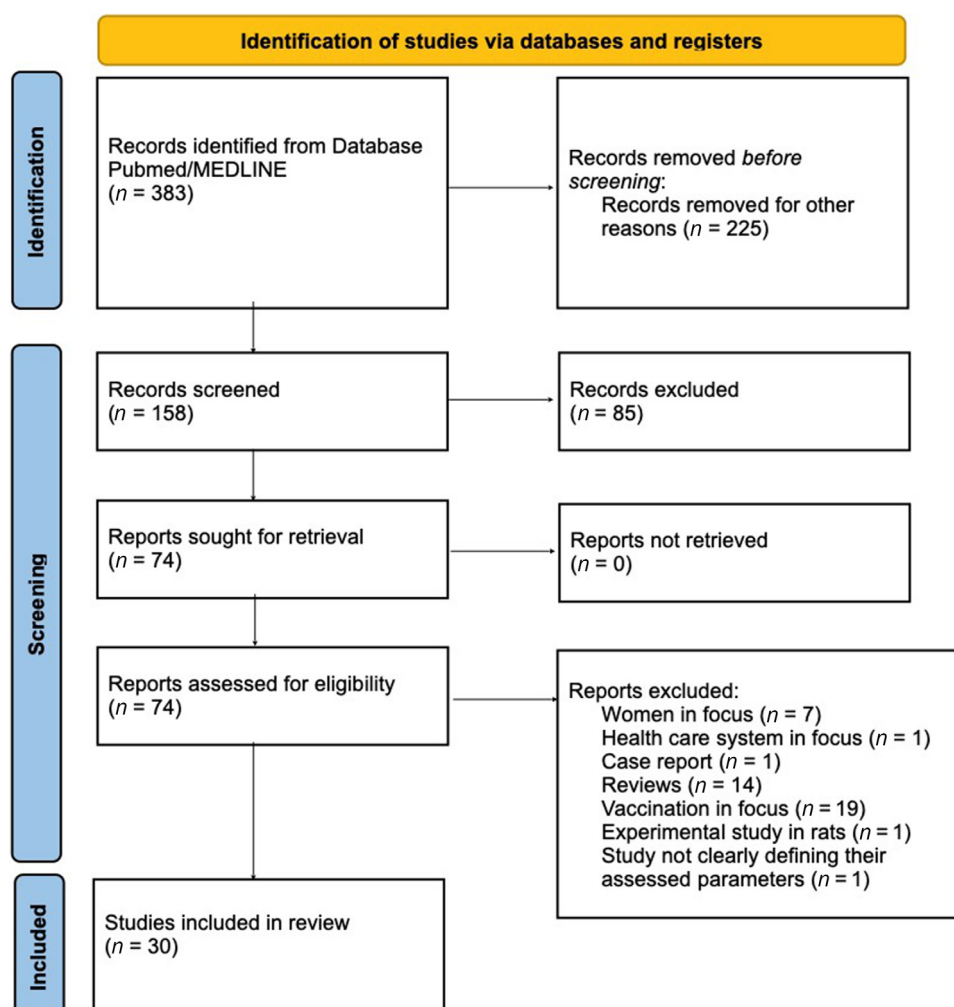 Identification of studies via databases and registers
Identification
Records identified from Database
Pubmed/MEDLINE
(n = 383)
Records removed before
screening:
Records removed for other
reasons (n = 225)
Screening
Records screened
(n = 158)
Records excluded
(n = 85)
Reports sought for retrieval
(n = 74)
Reports not retrieved
(n = 0)
Reports assessed for eligibility
(n = 74)
Reports excluded:
Women in focus (n = 7)
Health care system in focus (n = 1)
Case report (n = 1)
Reviews (n = 14)
Vaccination in focus (n = 19)
Experimental study in rats (n = 1)
Study not clearly defining their
assessed parameters (n = 1)
Included
Studies included in review
(n = 30)